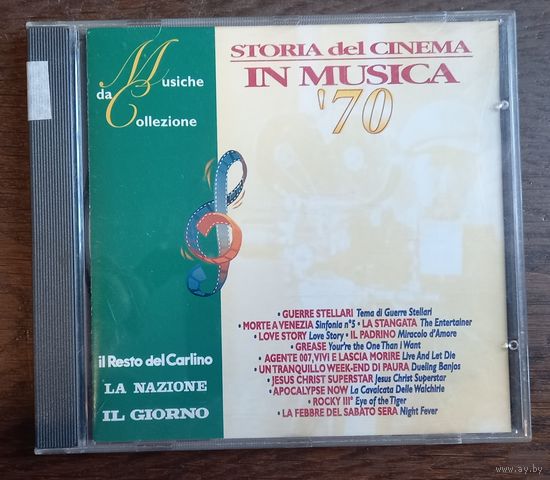 Musiche
da
Collezione
STORIA del CINEMA
IN MUSICA
'70
• GUERRE STELLARI Tema di Guerre Stellari
• MORTE A VENEZIA Sinfonia n°5 • LA STANGATA The Entertainer
• LOVE STORY Love Story • IL PADRINO Miracolo d'Amore
• GREASE Your're the One Than i Want
• AGENTE 007, VIVI E LASCIA MORIRE Live And Let Die
• UN TRANQUILLO WEEK-END DI PAURA Dueling Banjos
• JESUS CHRIST SUPERSTAR Jesus Christ Superstar
• APOCALYPSE NOW La Cavalcata Delle Walchirie
• ROCKY III° Eye of the Tiger
• LA FEBBRE DEL SABATO SERA Night Fever
il Resto del Carlino
LA NAZIONE
IL GIORNO
www.ay.by